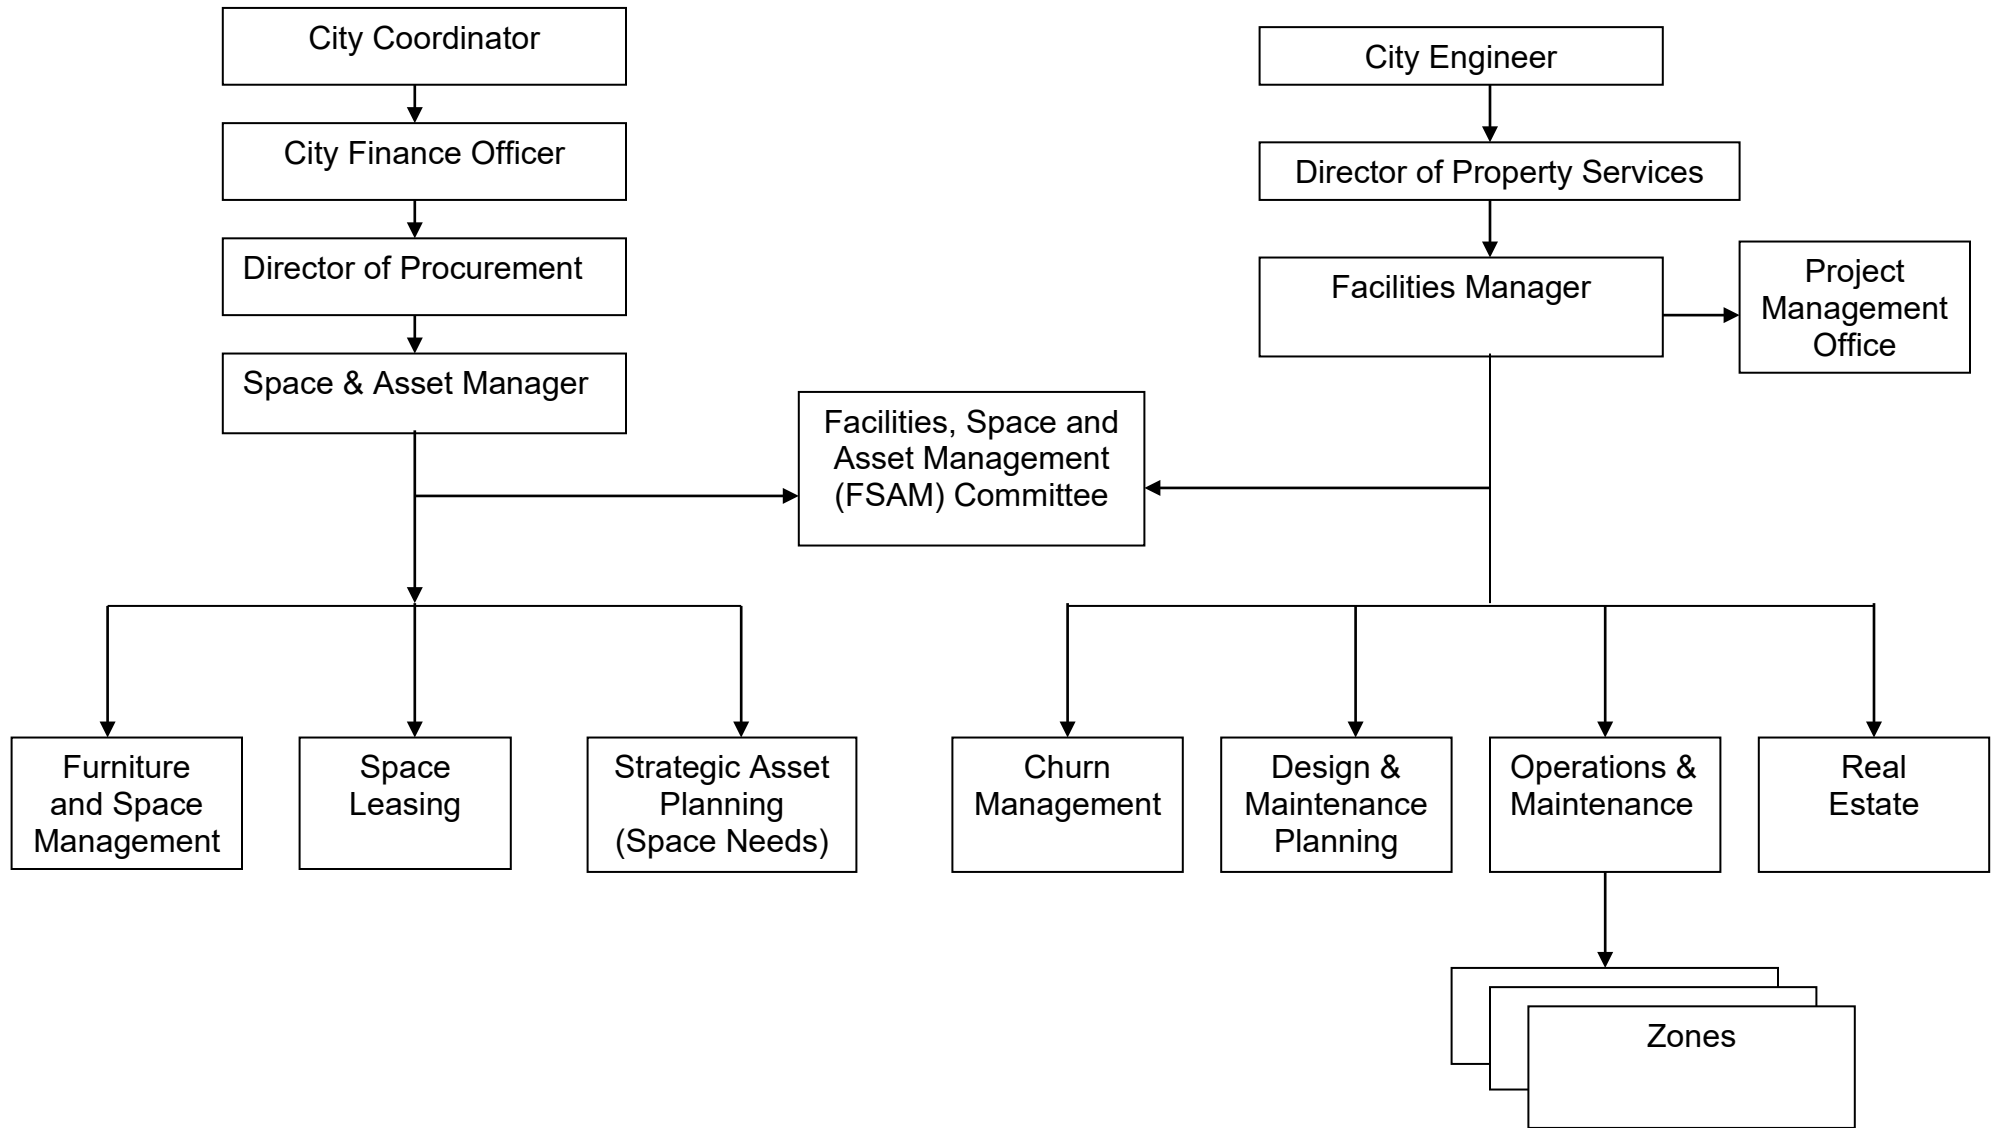 City Coordinator
City Engineer
City Finance Officer
Director of Property Services
Director of Procurement
Facilities Manager
Project
Management
Office
Space & Asset Manager
Facilities, Space and
Asset Management
(FSAM) Committee
Furniture
and Space
Management
Space
Leasing
Strategic Asset
Planning
(Space Needs)
Churn
Management
Design &
Maintenance
Planning
Operations &
Maintenance
Real
Estate
Zones